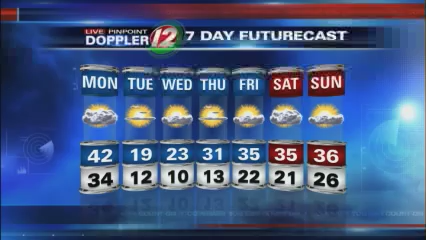 LIVE PINPOINT
DOPPLER 12 7 DAY FUTURECAST
MON TUE WED THU FRI SAT SUN
42 19 23 31 35 35 36
34 12 10 13 22 21 26